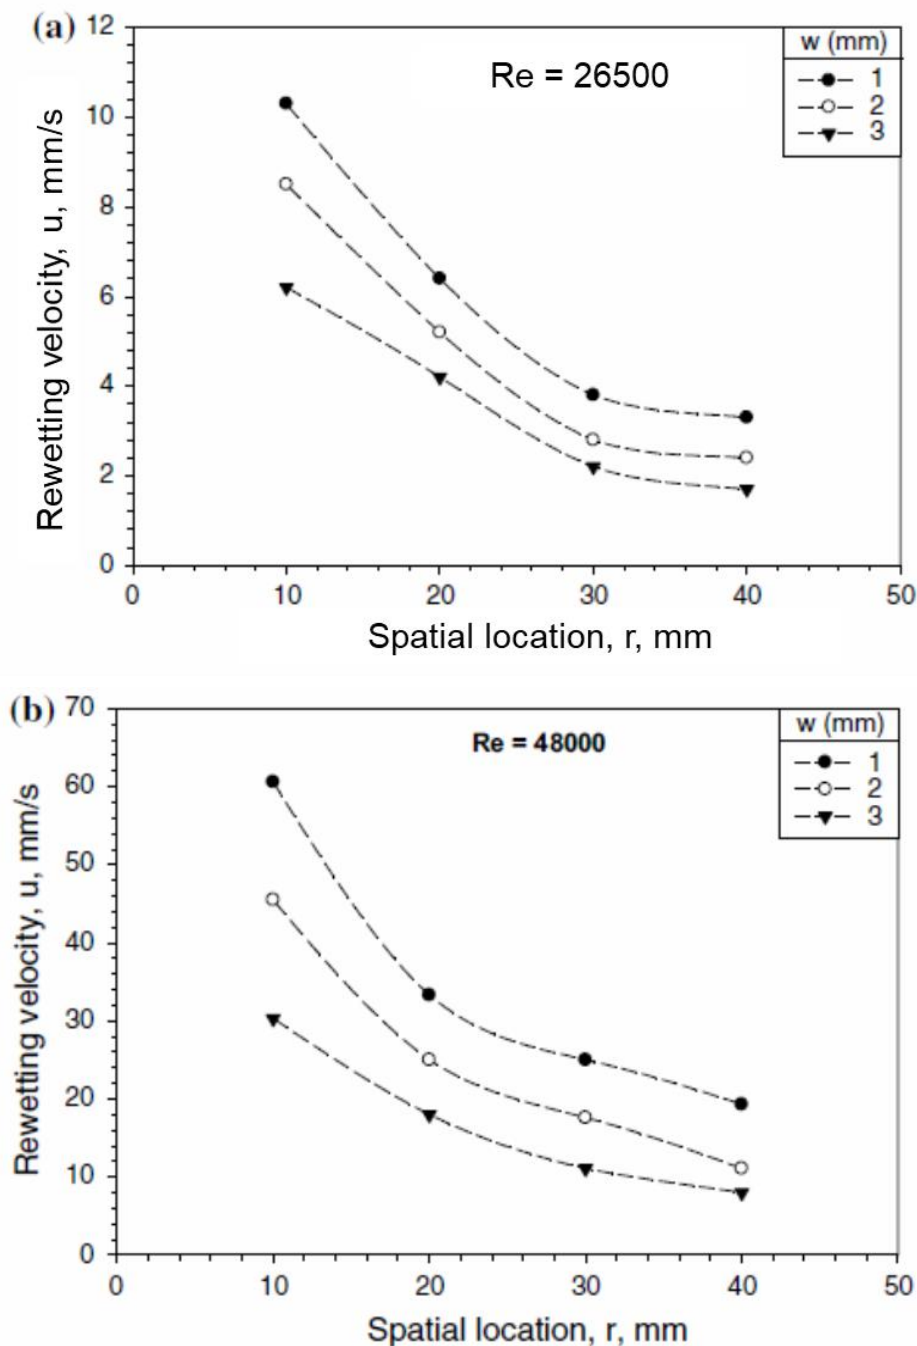 (a)
12
10
8
6
4
2
0
Rewetting velocity, u, mm/s
Re = 26500
w (mm)
1
2
3
0 10 20 30 40 50
Spatial location, r, mm
(b)
70
60
50
40
30
20
10
0
Rewetting velocity, u, mm/s
Re = 48000
w (mm)
1
2
3
0 10 20 30 40 50
Spatial location, r, mm